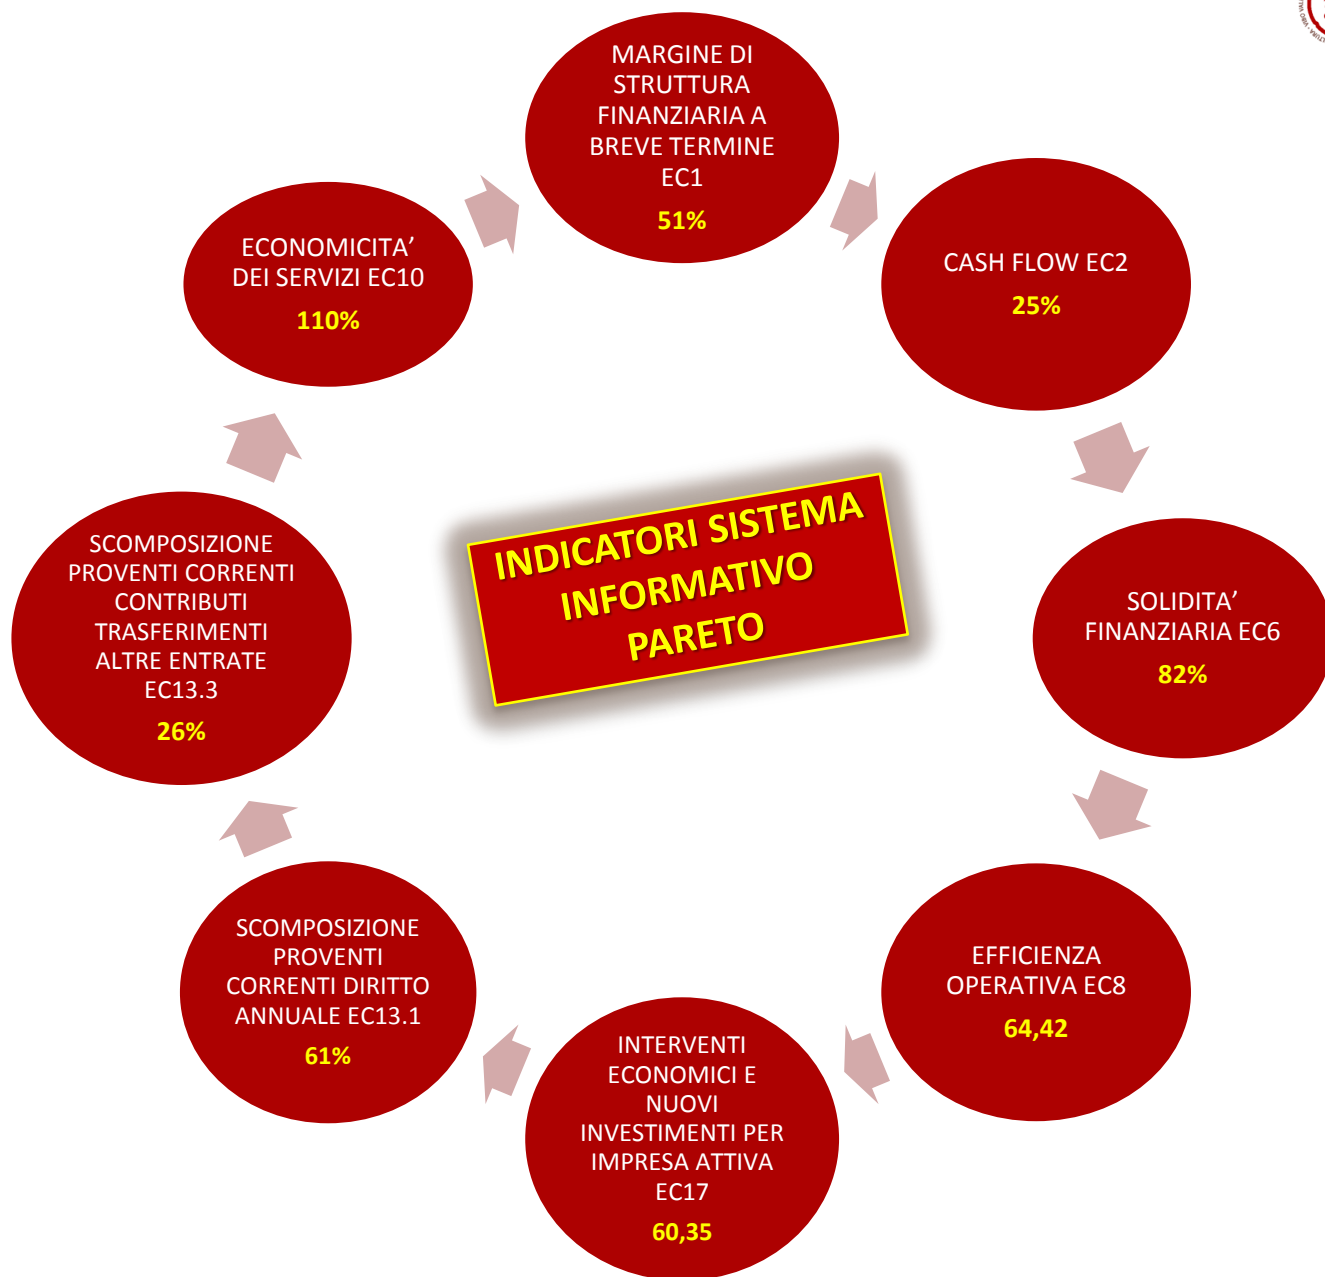 MARGINE DI
STRUTTURA
FINANZIARIA A
BREVE TERMINE
EC1
51%
CASH FLOW EC2
25%
SOLIDITA’
FINANZIARIA EC6
82%
EFFICIENZA
OPERATIVA EC8
64,42
INTERVENTI
ECONOMICI E
NUOVI
INVESTIMENTI PER
IMPRESA ATTIVA
EC17
60,35
SCOMPOSIZIONE
PROVENTI
CORRENTI DIRITTO
ANNUALE EC13.1
61%
SCOMPOSIZIONE
PROVENTI CORRENTI
CONTRIBUTI
TRASFERIMENTI
ALTRE ENTRATE
EC13.3
26%
ECONOMICITA’
DEI SERVIZI EC10
110%
INDICATORI SISTEMA
INFORMATIVO
PARETO